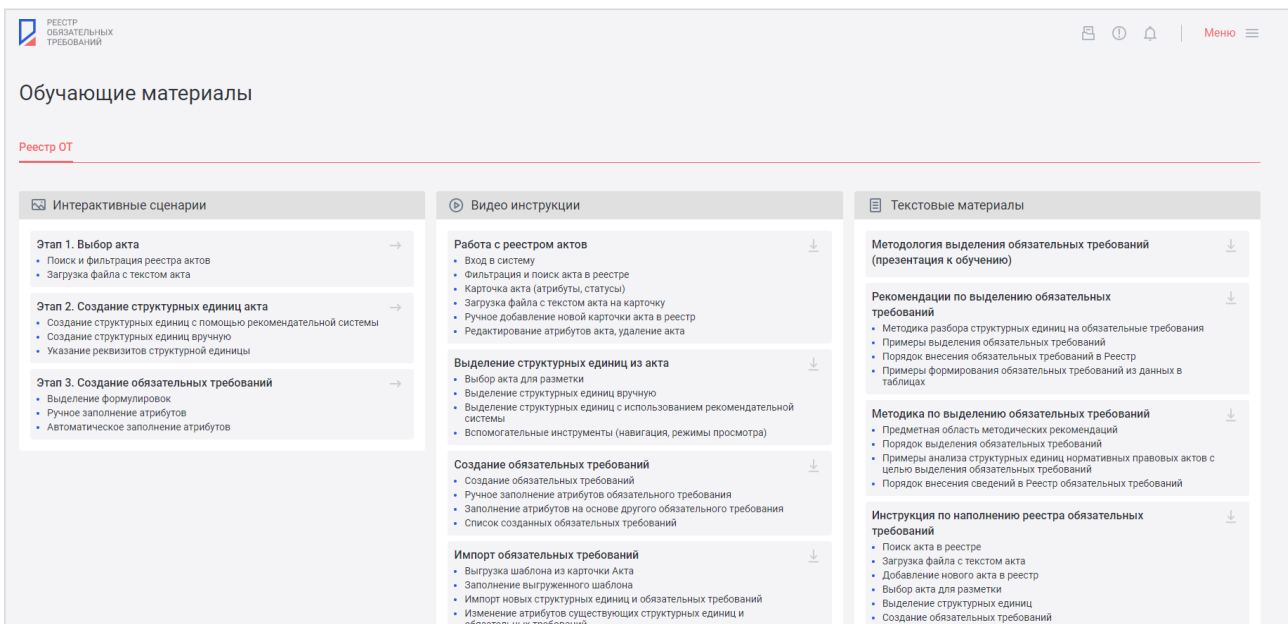 РЕЕСТР
ОБЯЗАТЕЛЬНЫХ
ТРЕБОВАНИЙ
Меню
Обучающие материалы
Реестр ОТ
Интерактивные сценарии
Этап 1. Выбор акта
Поиск и фильтрация реестра актов
Загрузка файла с текстом акта
Этап 2. Создание структурных единиц акта
Создание структурных единиц с помощью рекомендательной системы
Создание структурных единиц вручную
Указание реквизитов структурной единицы
Этап 3. Создание обязательных требований
Выделение формулировок
Ручное заполнение атрибутов
Автоматическое заполнение атрибутов
Видео инструкции
Работа с реестром актов
Вход в систему
Фильтрация и поиск акта в реестре
Карточка акта (атрибуты, статусы)
Загрузка файла с текстом акта на карточку
Ручное добавление новой карточки акта в реестр
Редактирование атрибутов акта, удаление акта
Выделение структурных единиц из акта
Выбор акта для разметки
Выделение структурных единиц вручную
Выделение структурных единиц с использованием рекомендательной
системы
Вспомогательные инструменты (навигация, режимы просмотра)
Создание обязательных требований
Создание обязательных требований
Ручное заполнение атрибутов обязательного требования
Заполнение атрибутов на основе другого обязательного требования
Список созданных обязательных требований
Импорт обязательных требований
Выгрузка шаблона из карточки Акта
Заполнение выгруженного шаблона
Импорт новых структурных единиц и обязательных требований
Изменение атрибутов существующих структурных единиц и
обязательных требований
Текстовые материалы
Методология выделения обязательных требований
(презентация к обучению)
Рекомендации по выделению обязательных
требований
Методика разбора структурных единиц на обязательные требования
Примеры выделения обязательных требований
Порядок внесения обязательных требований в Реестр
Примеры формирования обязательных требований из данных в
таблицах
Методика по выделению обязательных требований
Предметная область методических рекомендаций
Порядок выделения обязательных требований
Примеры анализа структурных единиц нормативных правовых актов с
целью выделения обязательных требований
Порядок внесения сведений в Реестр обязательных требований
Инструкция по наполнению реестра обязательных
требований
Поиск акта в реестре
Загрузка файла с текстом акта
Добавление нового акта в реестр
Выбор акта для разметки
Выделение структурных единиц
Создание обязательных требований